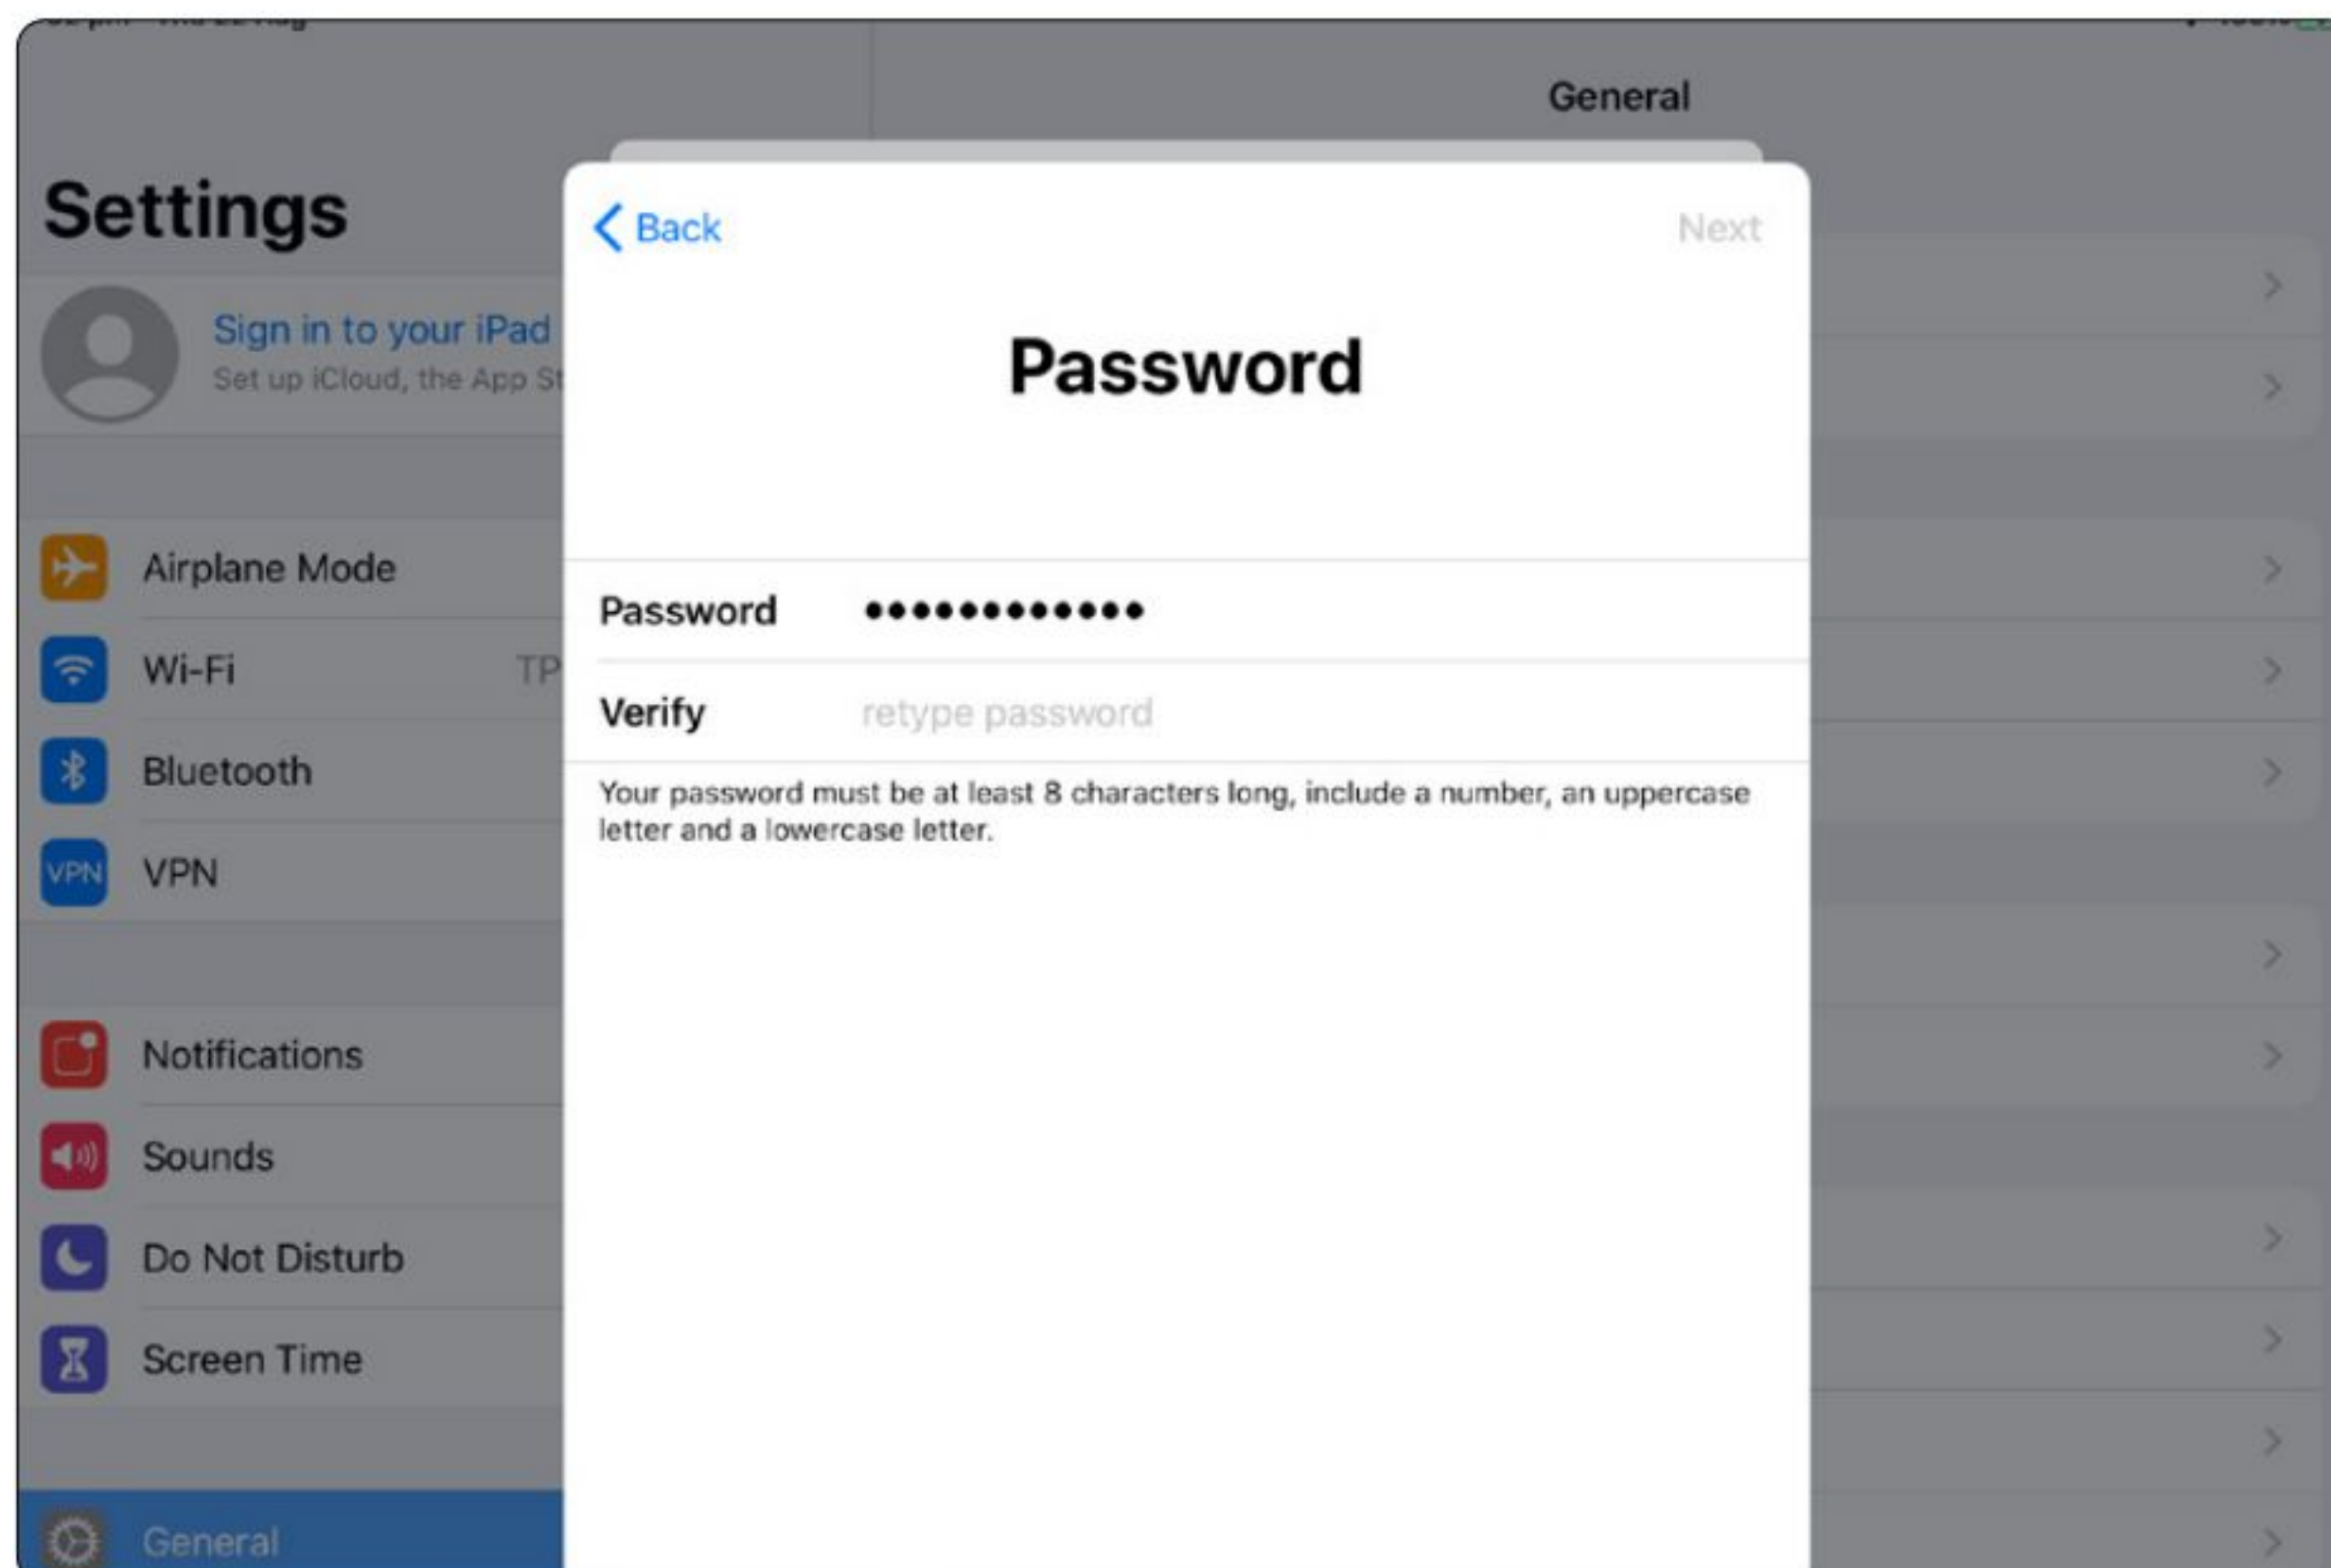 General
Settings
Back
Next
Sign in to your iPad
Set up iCloud, the App
Password
Airplane Mode
Password
Wi-Fi
TP
Verify
retype password
Bluetooth
Your password must be at least 8 characters long, include a number, an uppercase
letter and a lowercase letter.
VPN
VPN
Notifications
Sounds
Do Not Disturb
Screen Time
General